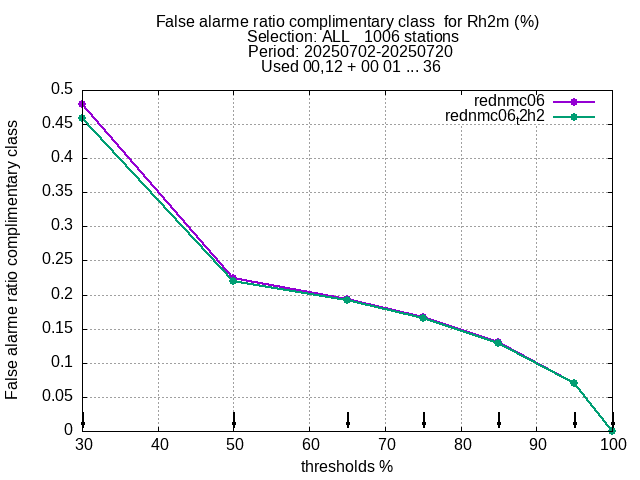 False alarme ratio complimentary class  for Rh2m (%)
Selection: ALL   1006 stations
Period: 20250702-20250720
Used 00,12 + 00 01 ... 36
rednmc06
rednmc06,2h2
False alarme ratio complimentary class
0.5
0.45
0.4
0.35
0.3
0.25
0.2
0.15
0.1
0.05
0
30 40 50 60 70 80 90 100
thresholds %